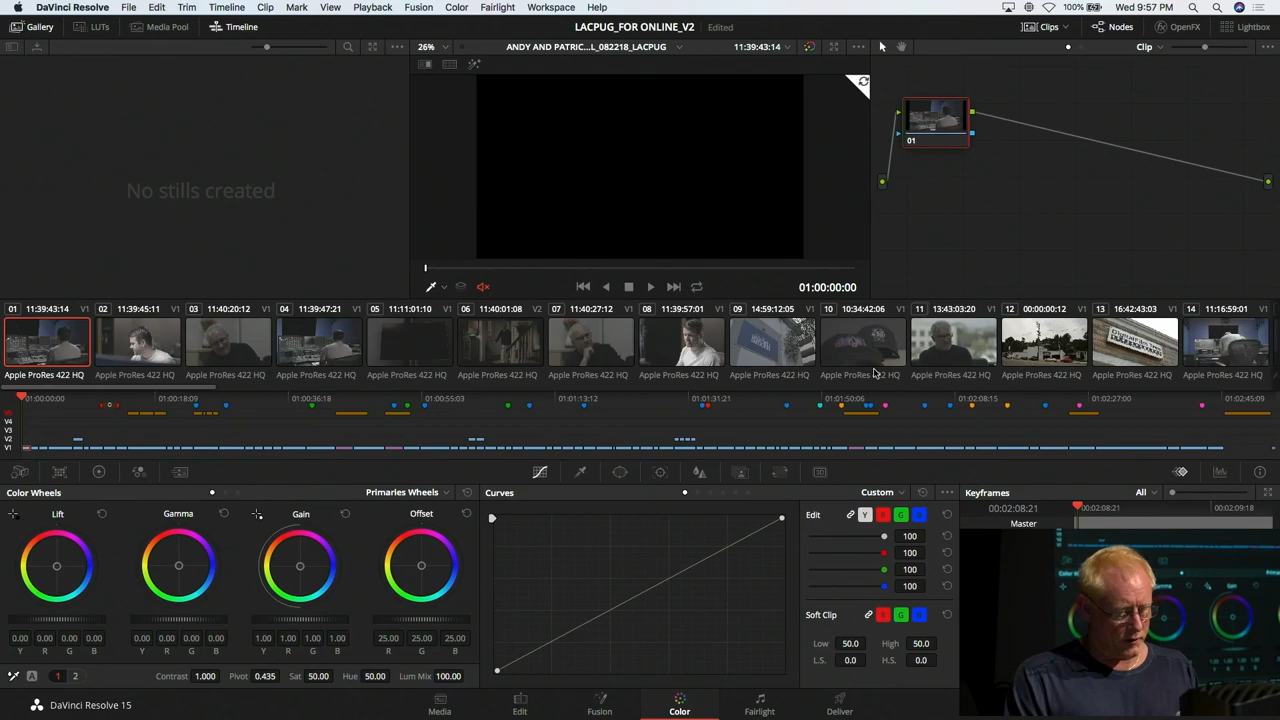 DaVinci Resolve File Edit Trim Timeline Clip Mark View Playback Fusion Color Fairlight Workspace Help 100% Wed 9:57 PM
Gallery LUTs Media Pool Timeline LACPUG_FOR ONLINE_V2 Edited Clips Nodes OpenFX Lightbox
26% ANDY AND PATRIC...L_082218_LACPUG 11:39:43:14 Clip
01
No stills created
01:00:00:00
01 11:39:43:14 V1 02 11:39:45:11 V1 03 11:40:20:12 V1 04 11:39:47:21 V1 05 11:11:01:10 V1 06 11:40:01:08 V2 07 11:40:27:12 V1 08 11:39:57:01 V1 09 14:59:12:05 V1 10 10:34:42:06 V1 11 13:43:03:20 V1 12 00:00:00:12 V1 13 16:42:43:03 V1 14 11:16:59:01 V1
Apple ProRes 422 HQ Apple ProRes 422 HQ Apple ProRes 422 HQ Apple ProRes 422 HQ Apple ProRes 422 HQ Apple ProRes 422 HQ Apple ProRes 422 HQ Apple ProRes 422 HQ Apple ProRes 422 HQ Apple ProRes 422 HQ Apple ProRes 422 HQ Apple ProRes 422 HQ Apple ProRes 422 HQ Apple ProRes 422 HQ
01:00:00:00 01:00:18:09 01:00:36:18 01:00:55:03 01:01:13:12 01:01:31:21 01:01:50:06 01:02:08:15 01:02:27:00 01:02:45:09
V4
V3
V2
V1
Color Wheels Primaries Wheels Curves Custom Keyframes All
Lift Gamma Gain Offset Edit Y R G B 00:02:08:21 00:02:08:21 00:02:09:18
Master
100
100
100
100
Soft Clip R G B
0.00 0.00 0.00 0.00 0.00 0.00 0.00 0.00 1.00 1.00 1.00 1.00 25.00 25.00 25.00 Low 50.0 High 50.0
Y R G B Y R G B Y R G B R G B L.S. 0.0 H.S. 0.0
A 1 2 Contrast 1.000 Pivot 0.435 Sat 50.00 Hue 50.00 Lum Mix 100.00
DaVinci Resolve 15 Media Edit Fusion Color Fairlight Deliver